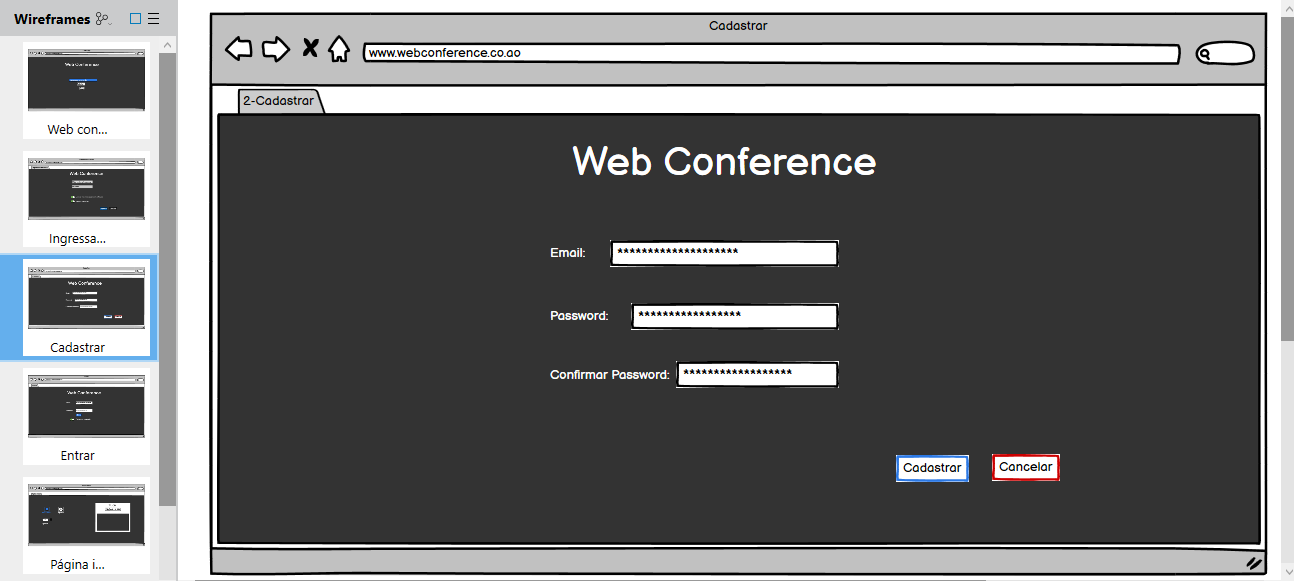 Wireframes
Web con...
Ingressa...
Cadastrar
Entrar
Página i...
Cadastrar
www.webconference.co.ao
2-Cadastrar
Web Conference
Email: ********************
Password: *****************
Confirmar Password: ******************
Cadastrar Cancelar